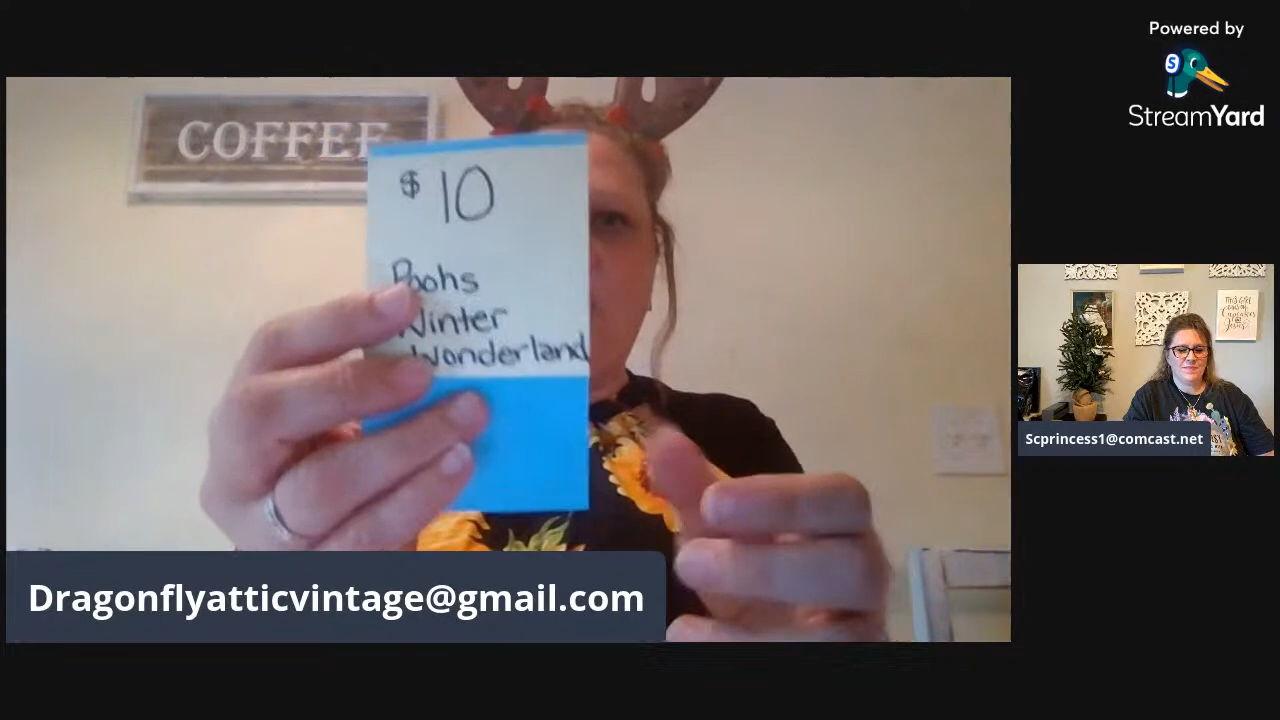 Powered by
StreamYard
COFFEE
$10
Poohs
Winter
Wonderland
Scprincess1@comcast.net
Dragonflyatticvintage@gmail.com